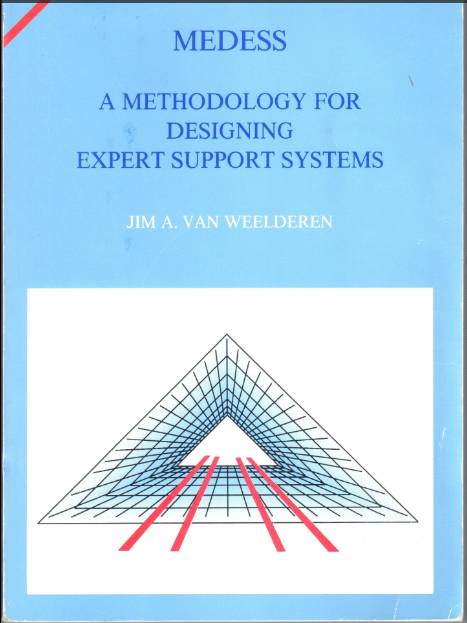 MEDESS
A METHODOLOGY FOR
DESIGNING
EXPERT SUPPORT SYSTEMS
JIM A. VAN WEELDEREN